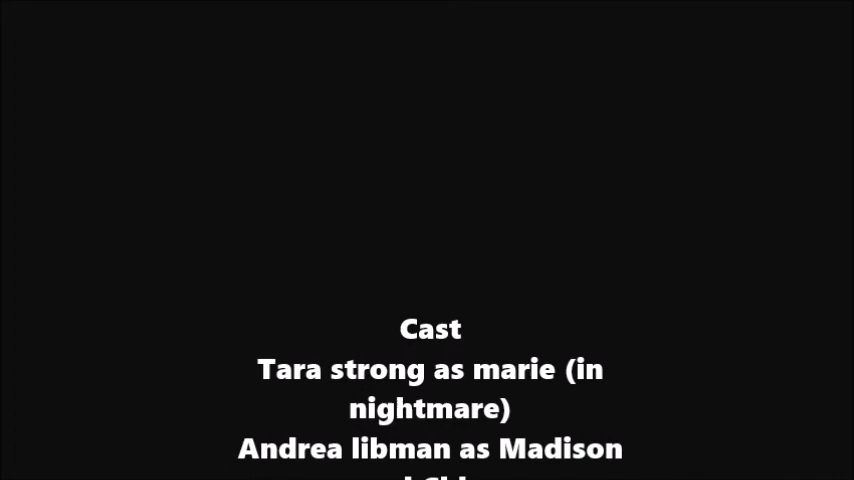 Cast
Tara strong as marie (in
nightmare)
Andrea libman as Madison